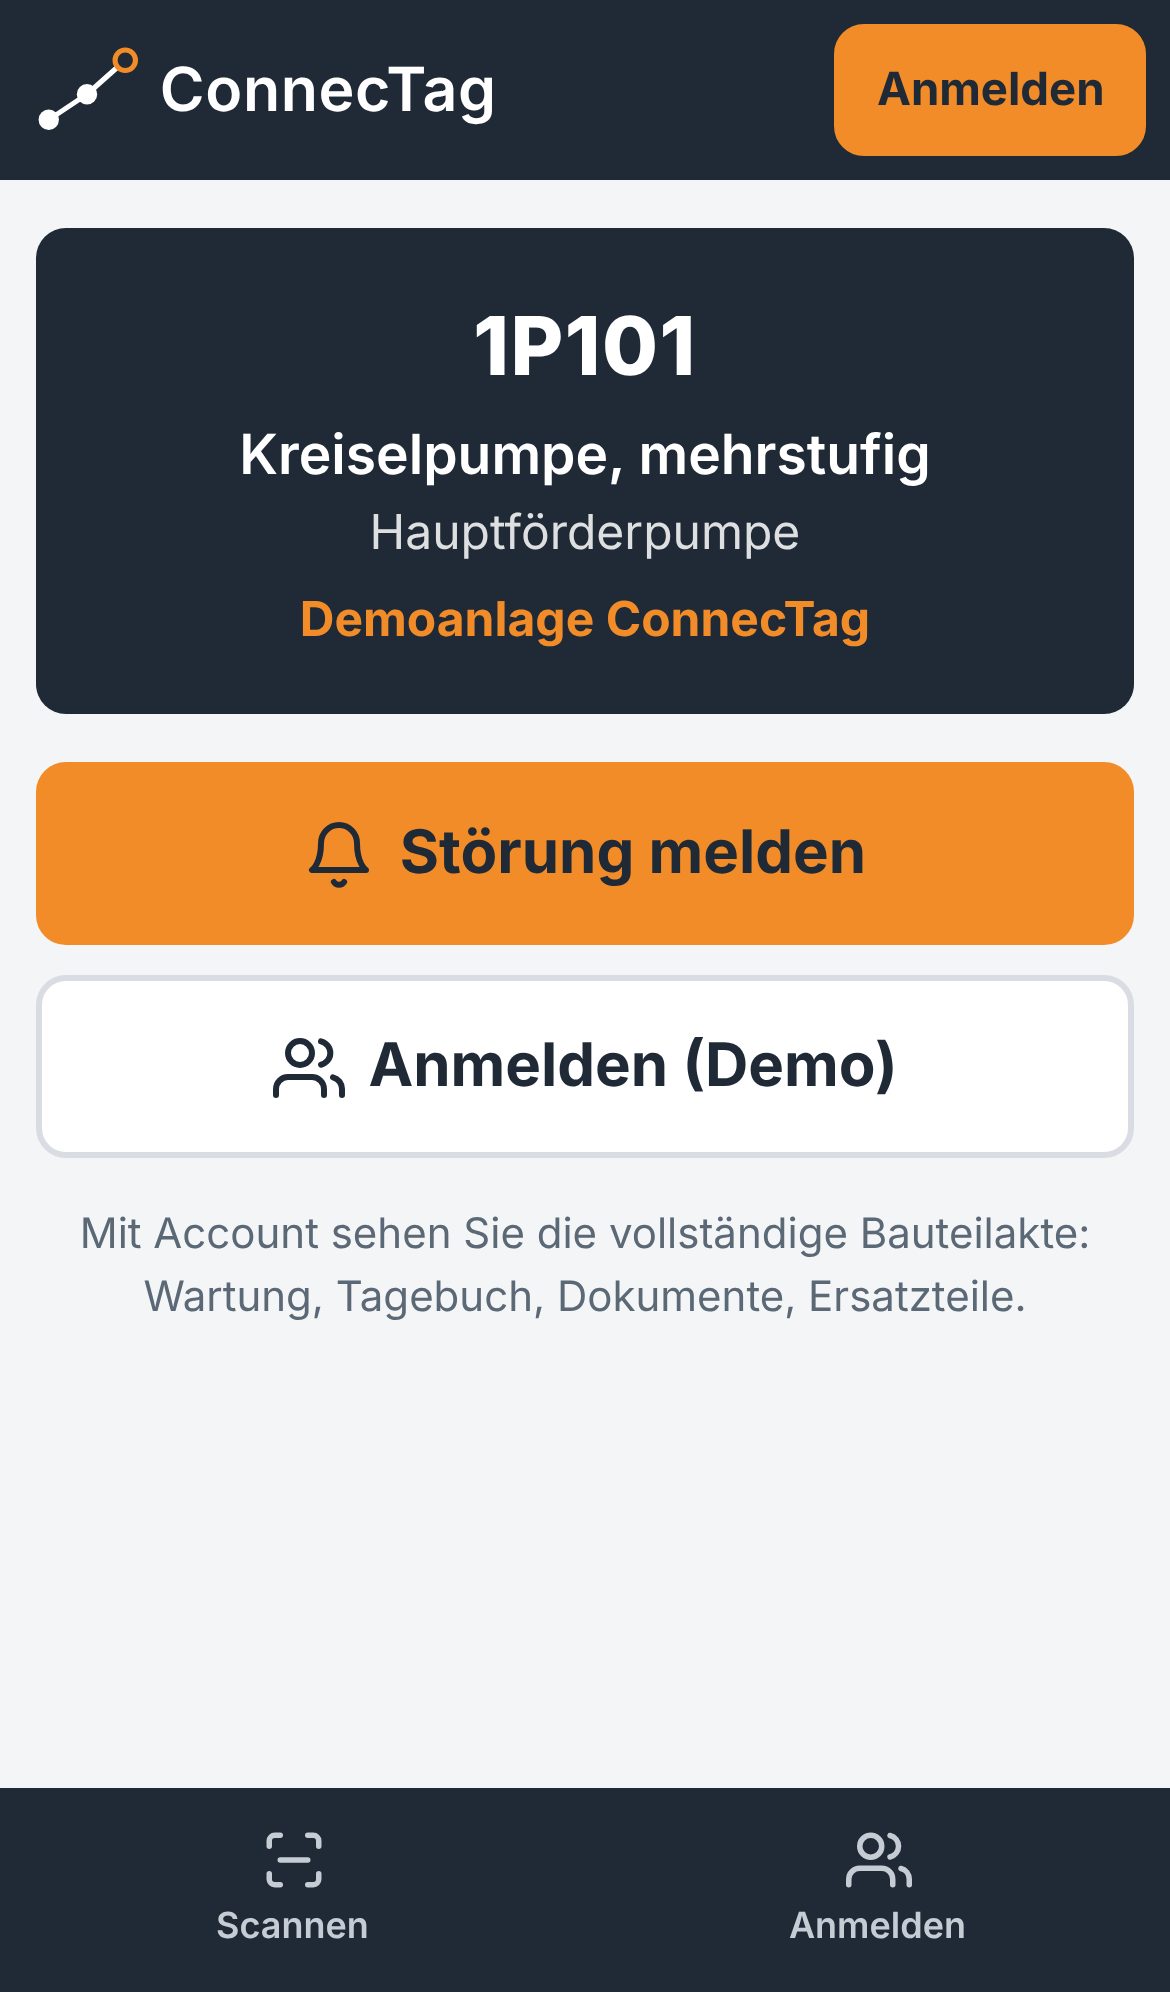 ConnecTag
Anmelden
1P101
Kreiselpumpe, mehrstufig
Hauptförderpumpe
Demoanlage ConnecTag
Störung melden
Anmelden (Demo)
Mit Account sehen Sie die vollständige Bauteilakte:
Wartung, Tagebuch, Dokumente, Ersatzteile.
Scannen
Anmelden